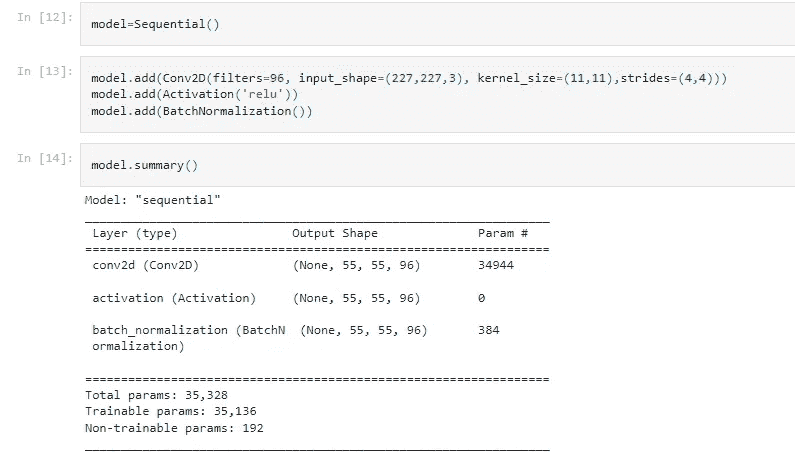 In [12]: model=Sequential()
In [13]: model.add(Conv2D(filters=96, input_shape=(227,227,3), kernel_size=(11,11),strides=(4,4)))
model.add(Activation('relu'))
model.add(BatchNormalization())
In [14]: model.summary()
Model: "sequential"
Layer (type) Output Shape Param #
conv2d (Conv2D) (None, 55, 55, 96) 34944
activation (Activation) (None, 55, 55, 96) 0
batch_normalization (BatchN (None, 55, 55, 96) 384
ormalization)
Total params: 35,328
Trainable params: 35,136
Non-trainable params: 192